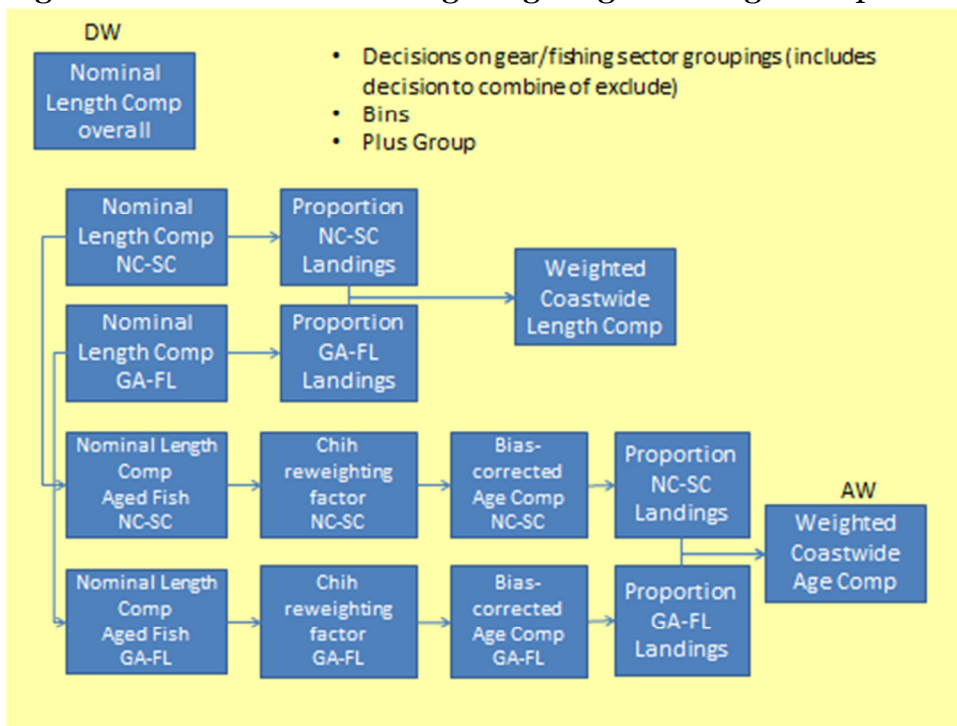 DW
Nominal
Length Comp
overall
• Decisions on gear/fishing sector groupings (includes
decision to combine of exclude)
• Bins
• Plus Group
Nominal
Length Comp
NC-SC
Proportion
NC-SC
Landings
Weighted
Coastwide
Length Comp
Nominal
Length Comp
GA-FL
Proportion
GA-FL
Landings
Nominal Length
Comp
Aged Fish
NC-SC
Chih
reweighting
factor
NC-SC
Bias-
corrected
Age Comp
NC-SC
Proportion
NC-SC
Landings
AW
Weighted
Coastwide
Age Comp
Nominal Length
Comp
Aged Fish
GA-FL
Chih
reweighting
factor
GA-FL
Bias-
corrected
Age Comp
GA-FL
Proportion
GA-FL
Landings